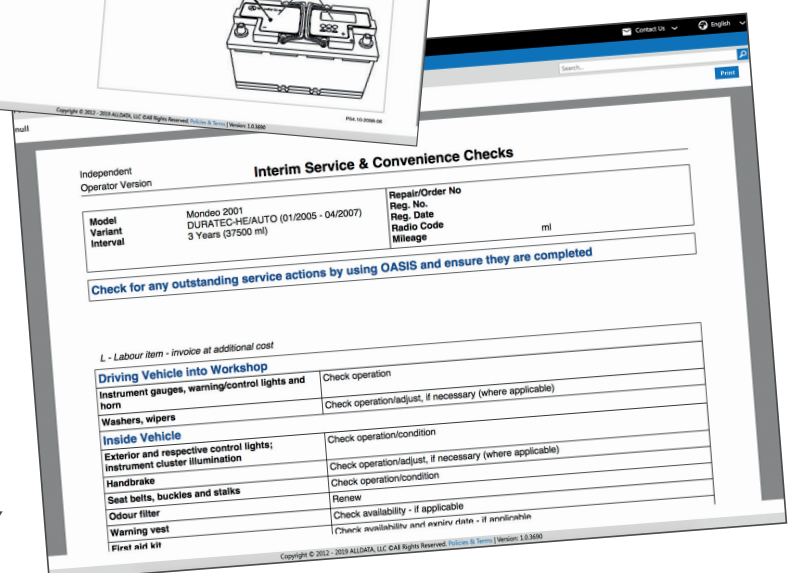 Copyright © 2012 - 2019 ALLDATA, LLC ©All Rights Reserved. Policies & Terms | Version: 1.0.3690
P54.10-2098-06
Contact Us English
Search...
Print
null
Independent
Operator Version
Interim Service & Convenience Checks
Model Mondeo 2001
Variant DURATEC-HE/AUTO (01/2005 - 04/2007)
Interval 3 Years (37500 ml)
Repair/Order No
Reg. No.
Reg. Date
Radio Code
Mileage ml
Check for any outstanding service actions by using OASIS and ensure they are completed
L - Labour item - invoice at additional cost
Driving Vehicle into Workshop
Instrument gauges, warning/control lights and
horn
Check operation
Washers, wipers Check operation/adjust, if necessary (where applicable)
Inside Vehicle
Exterior and respective control lights;
instrument cluster illumination
Check operation/condition
Handbrake Check operation/adjust, if necessary (where applicable)
Seat belts, buckles and stalks Check operation/condition
Odour filter Renew
Warning vest Check availability - if applicable
First aid kit Check availability and expiry date - if applicable
Copyright © 2012 - 2019 ALLDATA, LLC ©All Rights Reserved. Policies & Terms | Version: 1.0.3690